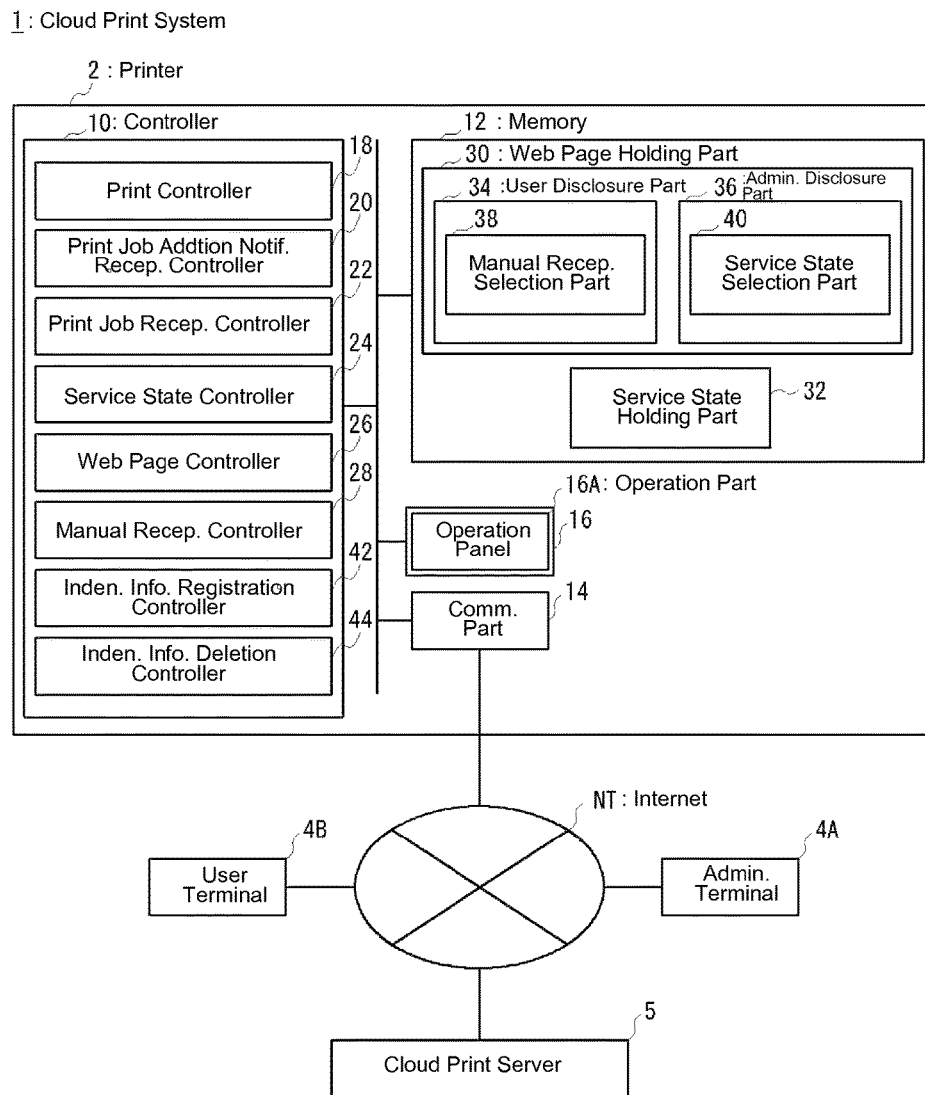 1 : Cloud Print System
2 : Printer
10: Controller
18
Print Controller
20
Print Job Addtion Notif.
Recep. Controller
22
Print Job Recep. Controller
24
Service State Controller
26
Web Page Controller
28
Manual Recep. Controller
42
Inden. Info. Registration
Controller
44
Inden. Info. Deletion
Controller
12 : Memory
30 : Web Page Holding Part
34 :User Disclosure Part
38
Manual Recep.
Selection Part
36 :Admin. Disclosure
Part
40
Service State
Selection Part
Service State
Holding Part
32
16A: Operation Part
Operation
Panel
16
Comm.
Part
14
NT : Internet
4B
User
Terminal
4A
Admin.
Terminal
5
Cloud Print Server